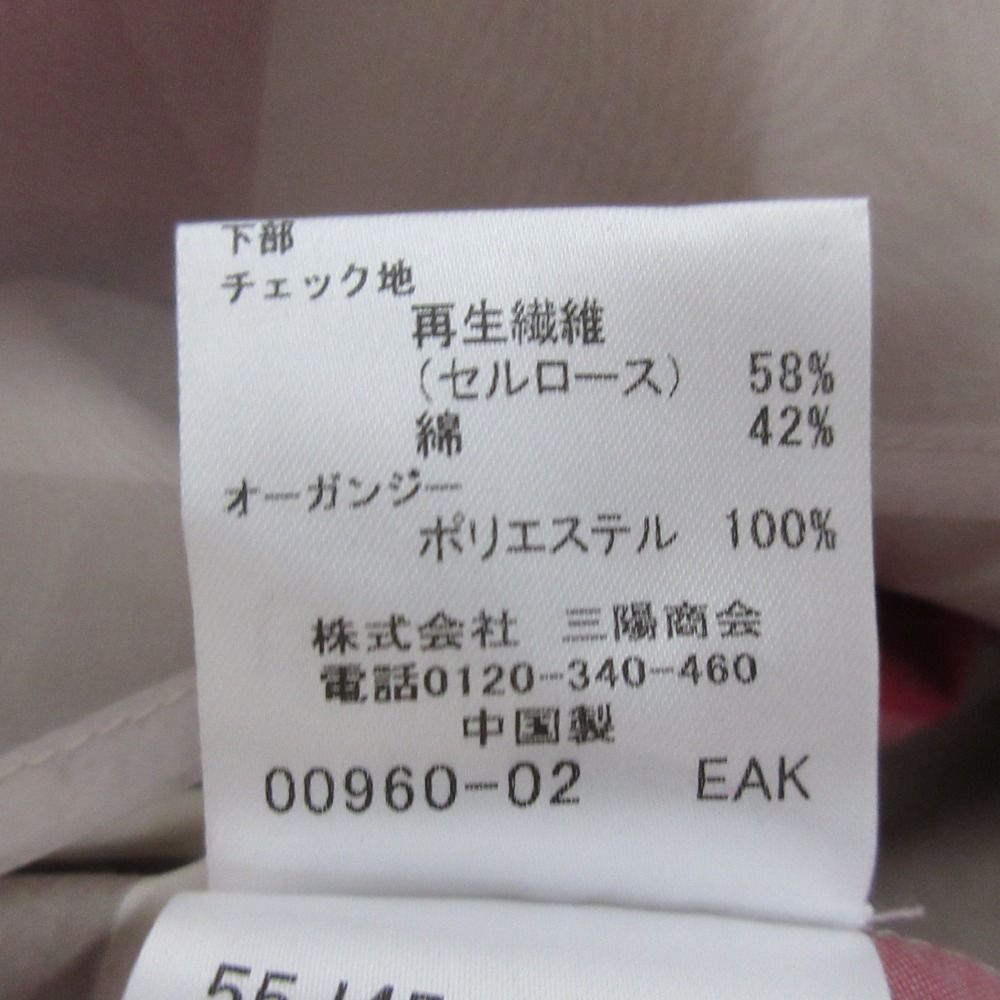 下部
チェック地
再生繊維
(セルロース) 58%
綿 42%
オーガンジー
ポリエステル 100%
株式会社 三陽商会
電話0120-340-460
中国製
00960-02 EAK